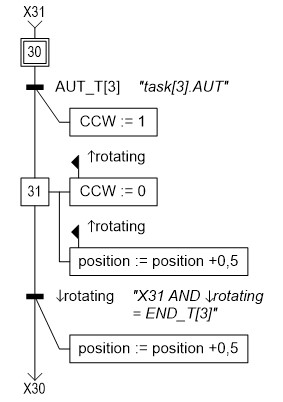 X31
30
AUT_T[3] "task[3].AUT"
CCW := 1
↑rotating
31
CCW := 0
↑rotating
position := position +0,5
↓rotating "X31 AND ↓rotating
= END_T[3]"
position := position +0,5
X30